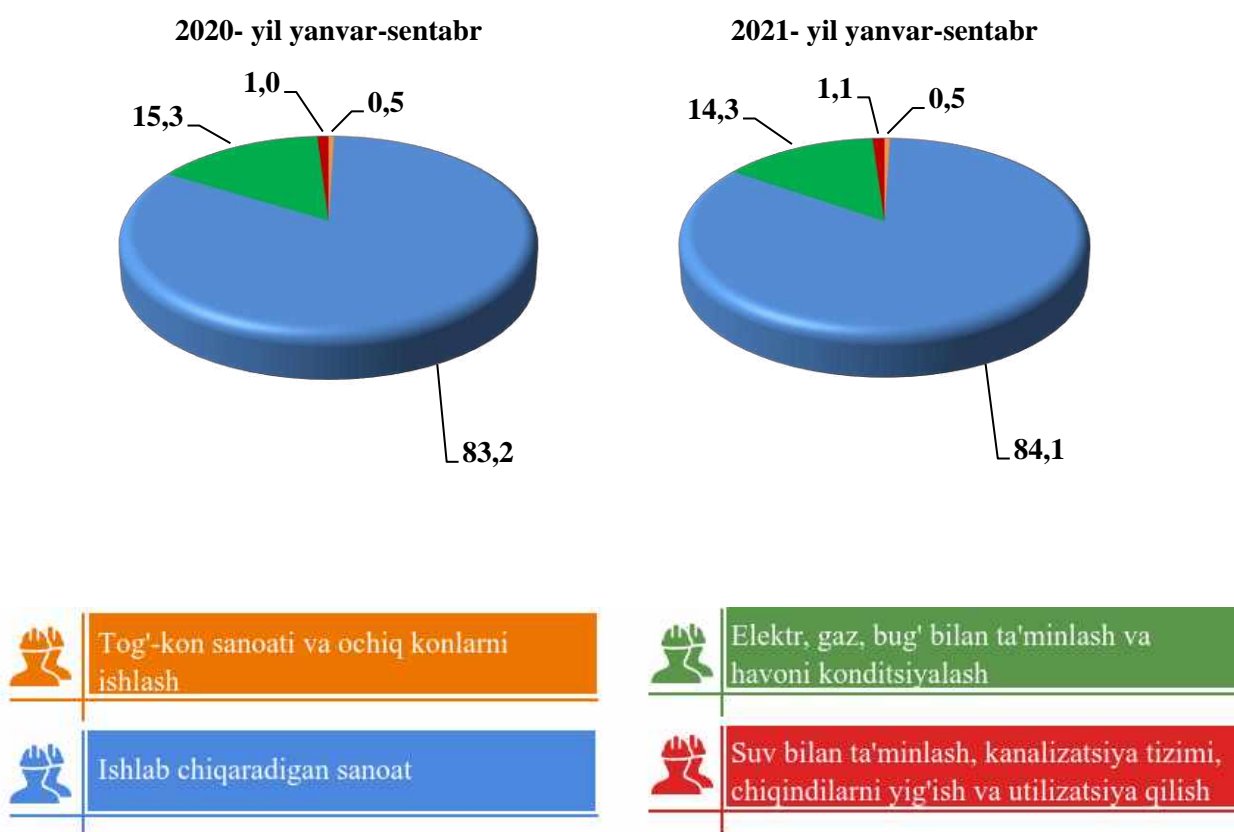 2020- yil yanvar-sentabr
1,0
0,5
15,3
83,2
2021- yil yanvar-sentabr
1,1
0,5
14,3
84,1
Tog'-kon sanoati va ochiq konlarni
ishlash
Elektr, gaz, bug' bilan ta'minlash va
havoni konditsiyalash
Ishlab chiqaradigan sanoat
Suv bilan ta'minlash, kanalizatsiya tizimi,
chiqindilarni yig'ish va utilizatsiya qilish